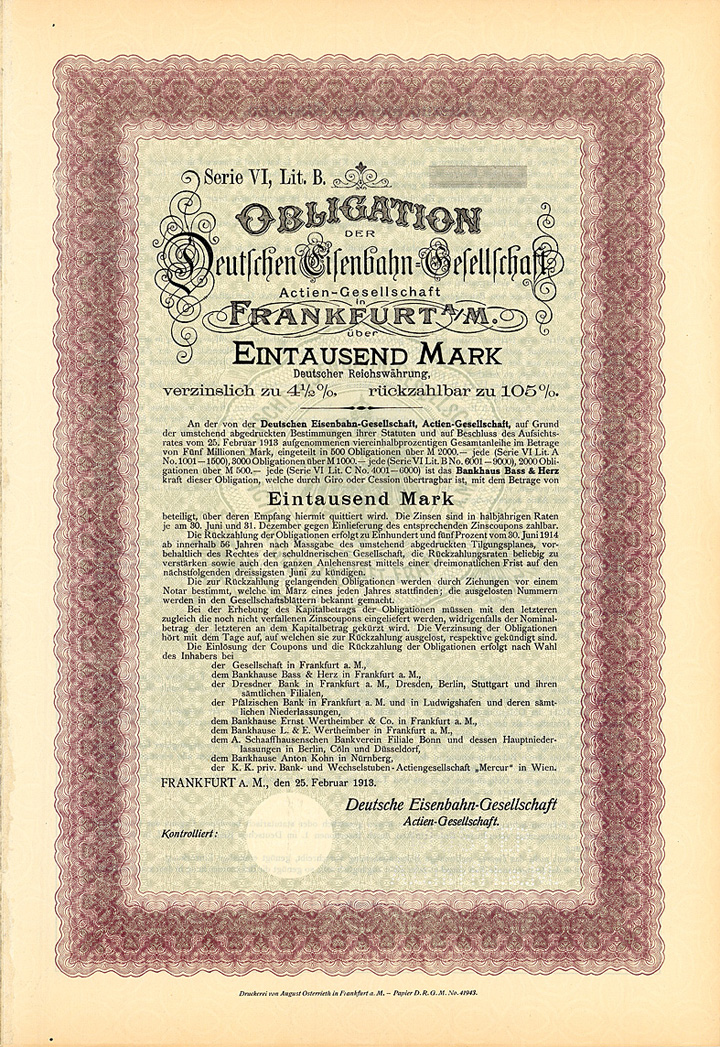 Serie VI, Lit. B.
OBLIGATION
DER
Deutschen Eisenbahn-Gesellschaft
Actien-Gesellschaft
in
FRANKFURT A/M.
über
EINTAUSEND MARK
Deutscher Reichswährung,
verzinslich zu 4½%. rückzahlbar zu 105%.
An der von der Deutschen Eisenbahn-Gesellschaft, Actien-Gesellschaft, auf Grund
der umstehend abgedruckten Bestimmungen ihrer Statuten und auf Beschluss des Aufsichts-
rates vom 25. Februar 1913 aufgenommenen viereinhalbprozentigen Gesamtanleihe im Betrage
von Fünf Millionen Mark, eingeteilt in 500 Obligationen über M 2000.— jede (Serie VI Lit. A
No. 1001—1500), 3000 Obligationen über M 1000.— jede (Serie VI Lit. B No. 6001—9000), 2000 Obli-
gationen über M 500.— jede (Serie VI Lit. C No. 4001—6000) ist das Bankhaus Bass & Herz
kraft dieser Obligation, welche durch Giro oder Cession übertragbar ist, mit dem Betrage von
Eintausend Mark
beteiligt, über deren Empfang hiermit quittiert wird. Die Zinsen sind in halbjährigen Raten
je am 30. Juni und 31. Dezember gegen Einlieferung des entsprechenden Zinscoupons zahlbar.
Die Rückzahlung der Obligationen erfolgt zu Einhundert und fünf Prozent vom 30. Juni 1914
ab innerhalb 56 Jahren nach Massgabe des umstehend abgedruckten Tilgungsplanes, vor-
behaltlich des Rechtes der schuldnerischen Gesellschaft, die Rückzahlungsraten beliebig zu
verstärken sowie auch den ganzen Anlehensrest mittels einer dreimonatlichen Frist auf den
nächstfolgenden dreissigsten Juni zu kündigen.
Die zur Rückzahlung gelangenden Obligationen werden durch Ziehungen vor einem
Notar bestimmt, welche im März eines jeden Jahres stattfinden; die ausgelosten Nummern
werden in den Gesellschaftsblättern bekannt gemacht.
Bei der Erhebung des Kapitalbetrags der Obligationen müssen mit den letzteren
zugleich die noch nicht verfallenen Zinscoupons eingeliefert werden, widrigenfalls der Nominal-
betrag der letzteren an dem Kapitalbetrag gekürzt wird. Die Verzinsung der Obligationen
hört mit dem Tage auf, auf welchen sie zur Rückzahlung ausgelost, respektive gekündigt sind.
Die Einlösung der Coupons und die Rückzahlung der Obligationen erfolgt nach Wahl
des Inhabers bei
der Gesellschaft in Frankfurt a. M.,
dem Bankhause Bass & Herz in Frankfurt a. M.,
der Dresdner Bank in Frankfurt a. M., Dresden, Berlin, Stuttgart und ihren
sämtlichen Filialen,
der Pfälzischen Bank in Frankfurt a. M. und in Ludwigshafen und deren sämt-
lichen Niederlassungen,
dem Bankhause Ernst Wertheimber & Co. in Frankfurt a. M.,
dem Bankhause L. & E. Wertheimber in Frankfurt a. M.,
dem A. Schaaffhausenschen Bankverein Filiale Bonn und dessen Hauptnieder-
lassungen in Berlin, Cöln und Düsseldorf,
dem Bankhause Anton Kohn in Nürnberg,
der K. K. priv. Bank- und Wechselstuben-Actiengesellschaft „Mercur" in Wien.
FRANKFURT A. M., den 25. Februar 1913.
Deutsche Eisenbahn-Gesellschaft
Actien-Gesellschaft.
Kontrolliert:
Druckerei von August Osterrieth in Frankfurt a. M. – Papier D. R. G. M. No. 41943.